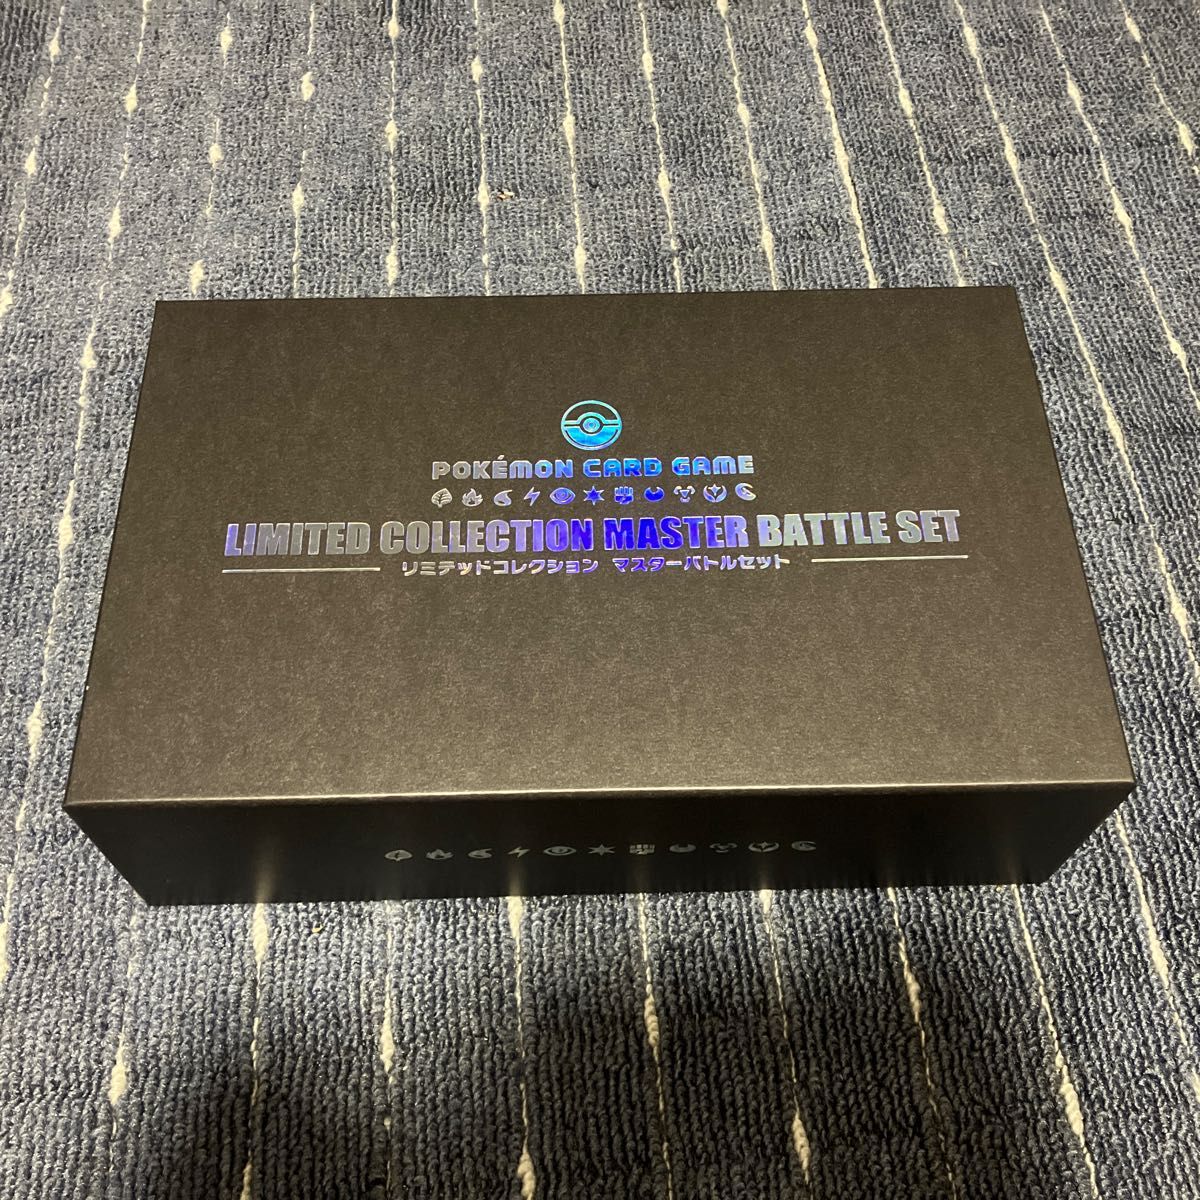 POKÉMON CARD GAME
LIMITED COLLECTION MASTER BATTLE SET
リミテッドコレクション マスターバトルセット